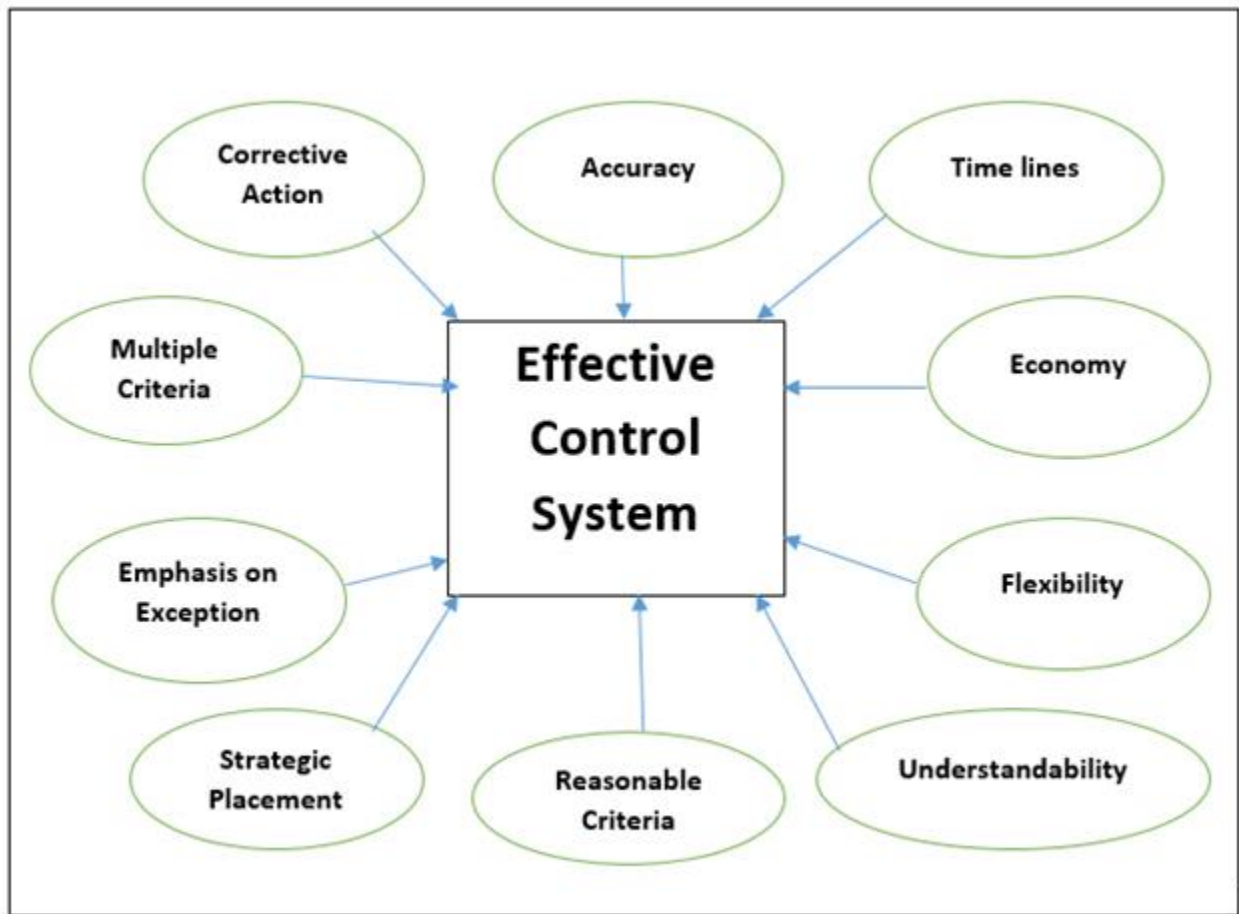 Corrective
Action
Accuracy
Time lines
Multiple
Criteria
Effective
Control
System
Economy
Emphasis on
Exception
Flexibility
Strategic
Placement
Reasonable
Criteria
Understandability